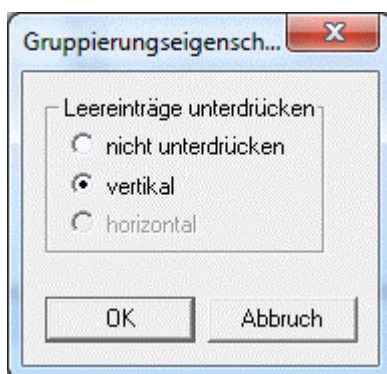 Gruppierungseigensch...
Leereinträge unterdrücken
nicht unterdrücken
vertikal
horizontal
OK
Abbruch